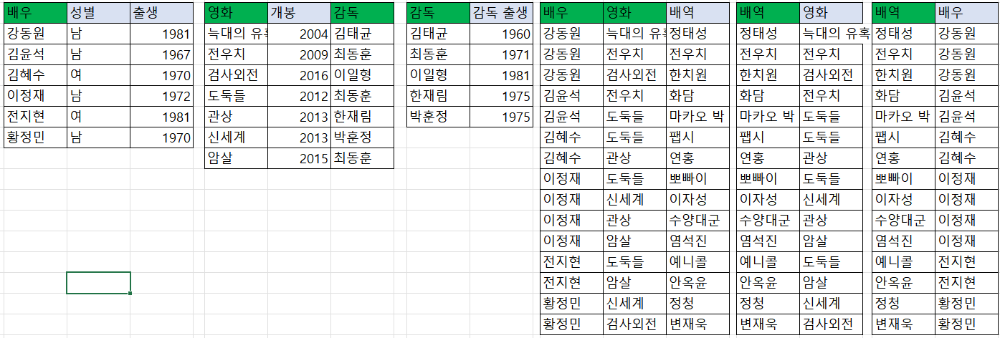 배우 성별 출생 영화 개봉 감독 감독 감독 출생 배우 영화 배역 배역 영화 배역 배우
강동원 남 1981 늑대의 유혹 2004 김태균 김태균 1960 강동원 늑대의 유혹 정태성 정태성 늑대의 유혹 정태성 강동원
김윤석 남 1967 전우치 2009 최동훈 최동훈 1971 강동원 전우치 전우치 전우치 전우치 전우치 강동원
김혜수 여 1970 검사외전 2016 이일형 이일형 1981 강동원 검사외전 한치원 한치원 검사외전 한치원 강동원
이정재 남 1972 도둑들 2012 최동훈 한재림 1975 김윤석 전우치 화담 화담 전우치 화담 김윤석
전지현 여 1981 관상 2013 한재림 박훈정 1975 김윤석 도둑들 마카오 박 마카오 박 도둑들 마카오 박 김윤석
황정민 남 1970 신세계 2013 박훈정 김혜수 도둑들 팹시 팹시 도둑들 팹시 김혜수
암살 2015 최동훈 김혜수 관상 연홍 연홍 관상 연홍 김혜수
이정재 도둑들 뽀빠이 뽀빠이 도둑들 뽀빠이 이정재
이정재 신세계 이자성 이자성 신세계 이자성 이정재
이정재 관상 수양대군 수양대군 관상 수양대군 이정재
이정재 암살 염석진 염석진 암살 염석진 이정재
전지현 도둑들 예니콜 예니콜 도둑들 예니콜 전지현
전지현 암살 안옥윤 안옥윤 암살 안옥윤 전지현
황정민 신세계 정청 정청 신세계 정청 황정민
황정민 검사외전 변재욱 변재욱 검사외전 변재욱 황정민